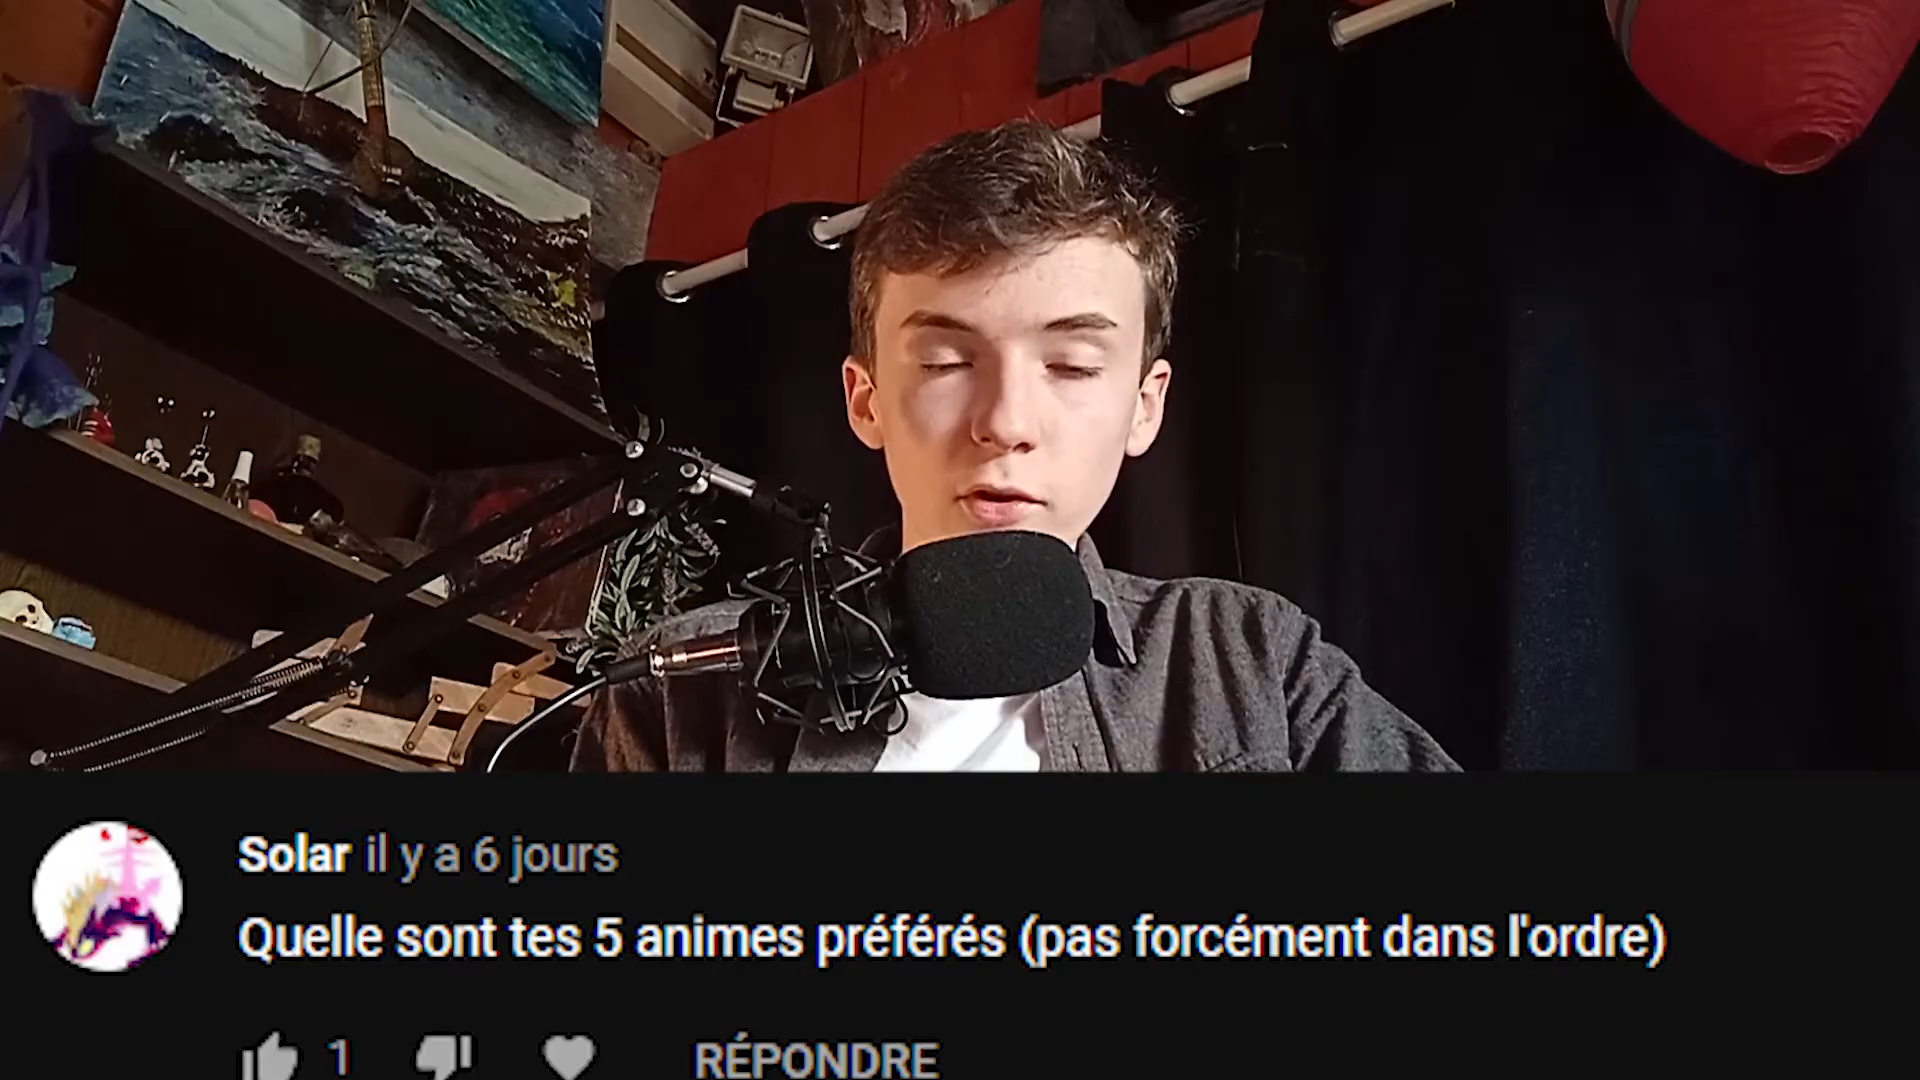 Solar il y a 6 jours
Quelle sont tes 5 animes préférés (pas forcément dans l'ordre)
1 RÉPONDRE